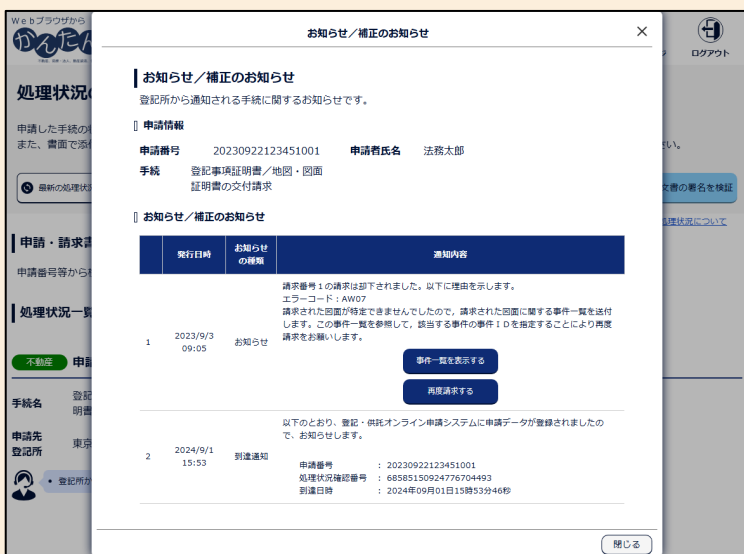 Webブラウザから
かんたん
お知らせ／補正のお知らせ
ログアウト
お知らせ／補正のお知らせ
登記所から通知される手続に関するお知らせです。
申請情報
申請番号 20230922123451001 申請者氏名 法務太郎
手続 登記事項証明書／地図・図面
証明書の交付請求
お知らせ／補正のお知らせ
発行日時 お知らせ
の種類 通知内容
1 2023/9/3
09:05 お知らせ
請求番号１の請求は却下されました。以下に理由を示します。
エラーコード：AW07
請求された図面が特定できませんでしたので，請求された図面に関する事件一覧を送付
します。この事件一覧を参照して，該当する事件の事件ＩＤを指定することにより再度
請求をお願いします。
事件一覧を表示する
再度請求する
2 2024/9/1
15:53 到達通知
以下のとおり、登記・供託オンライン申請システムに申請データが登録されましたの
で、お知らせします。
申請番号 : 20230922123451001
処理状況確認番号 : 68585150924776704493
到達日時 : 2024年09月01日15時53分46秒
閉じる
処理状況
申請した手続の
また、書面で添
さい。
最新の処理状況
文書の署名を検証
処理状況について
申請・請求
申請番号等から
処理状況一覧
不動産 申請
手続名 登記
明書
申請先
登記所 東京
・ 登記所か